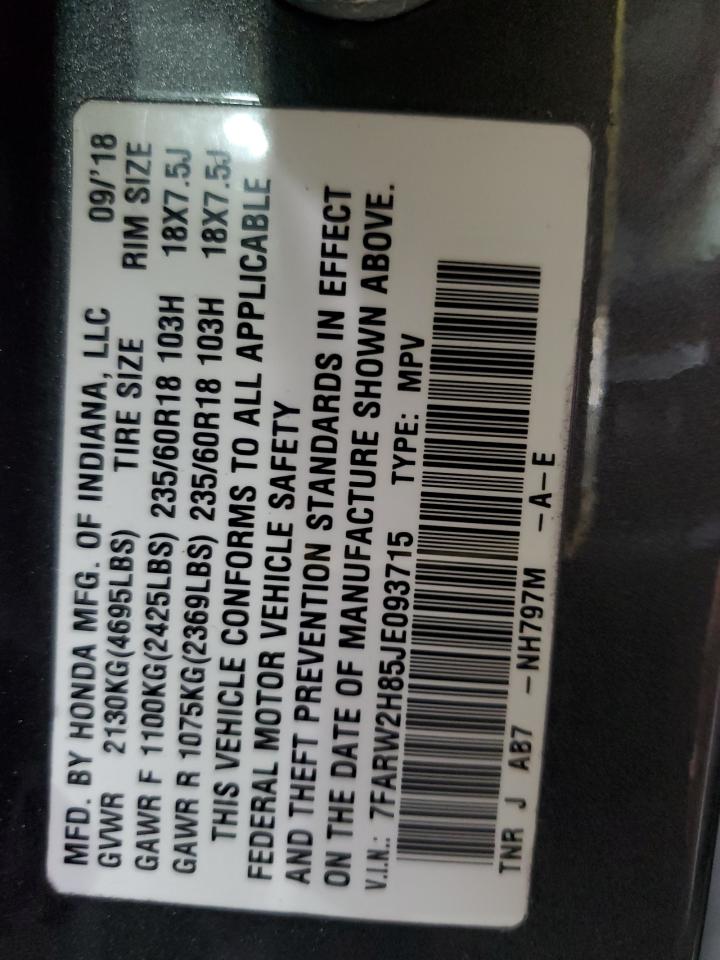 MFD. BY HONDA MFG. OF INDIANA, LLC 09/'18
GVWR 2130KG(4695LBS) TIRE SIZE RIM SIZE
GAWR F 1100KG(2425LBS) 235/60R18 103H 18X7.5J
GAWR R 1075KG(2369LBS) 235/60R18 103H 18X7.5J
THIS VEHICLE CONFORMS TO ALL APPLICABLE
FEDERAL MOTOR VEHICLE SAFETY
AND THEFT PREVENTION STANDARDS IN EFFECT
ON THE DATE OF MANUFACTURE SHOWN ABOVE.
V.I.N.: 7FARW2H85JE093715 TYPE: MPV
TNR J AB7 -NH797M -A-E